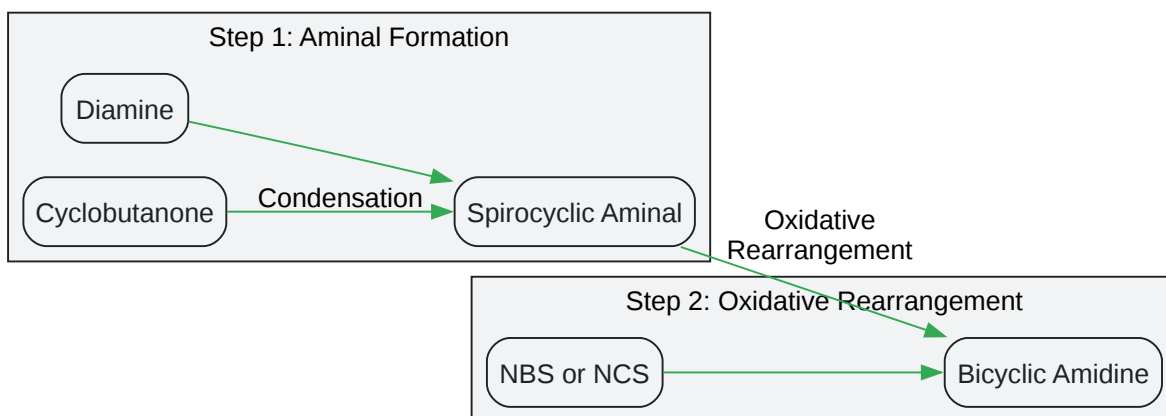 Step 1: Aminal Formation
Diamine
Cyclobutanone
Condensation
Spirocyclic Aminal
Oxidative
Rearrangement
Step 2: Oxidative Rearrangement
NBS or NCS
Bicyclic Amidine